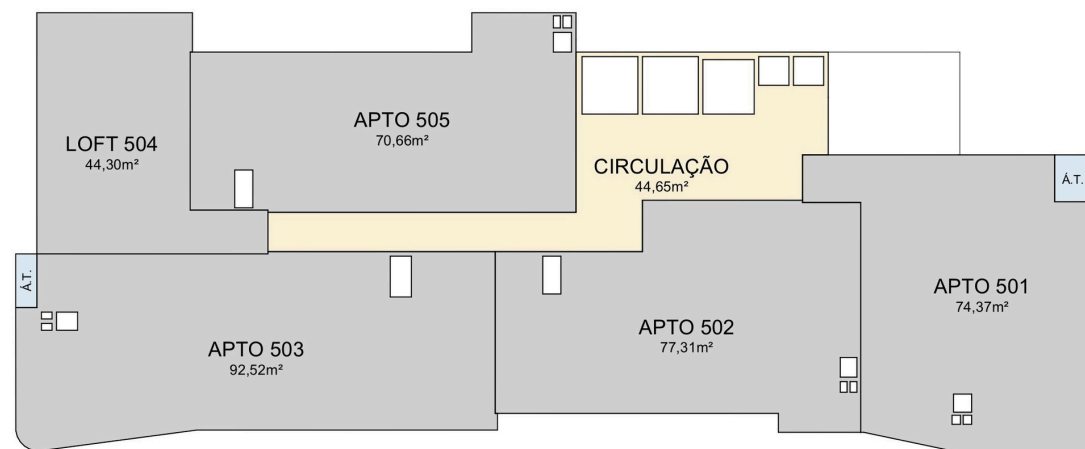 LOFT 504
44,30m²
APTO 505
70,66m²
CIRCULAÇÃO
44,65m²
Á.T.
Á.T.
APTO 501
74,37m²
APTO 502
77,31m²
APTO 503
92,52m²